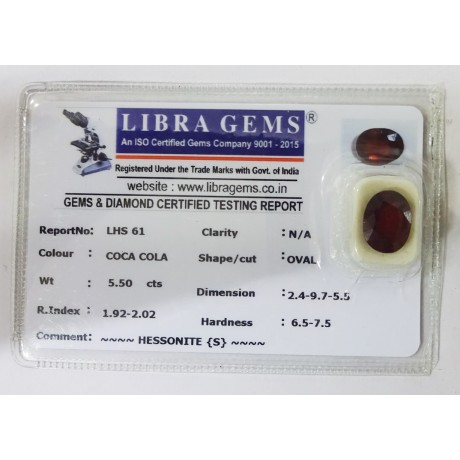 LIBRA GEMS ®
An ISO Certified Gems Company 9001 - 2015
Registered Under the Trade Marks with Govt. of India
website : www.libragems.co.in
GEMS & DIAMOND CERTIFIED TESTING REPORT
ReportNo: LHS 61 Clarity : N/A
Colour : COCA COLA Shape/cut : OVAL
Wt : 5.50 cts Dimension : 2.4-9.7-5.5
R.Index : 1.92-2.02 Hardness : 6.5-7.5
Comment: ~~~~ HESSONITE {S} ~~~~